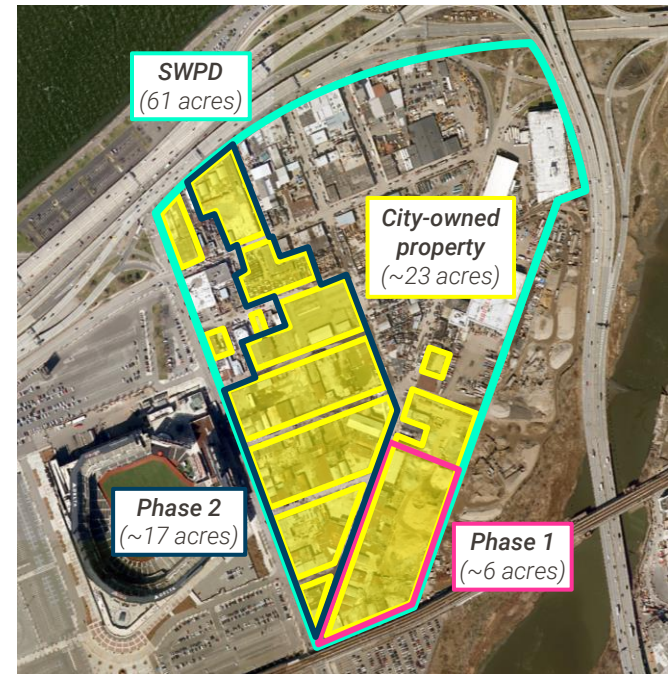 SWPD
(61 acres)
City-owned
property
(~23 acres)
Phase 2
(~17 acres)
Phase 1
(~6 acres)